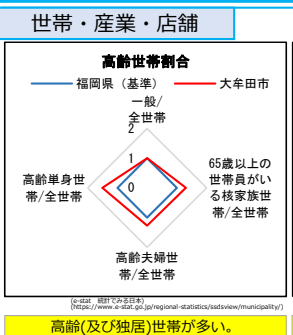 世帯・産業・店舗
高齢世帯割合
福岡県（基準）
大牟田市
一般/
全世帯
2
1
0
65歳以上の
世帯員がい
る核家族世
帯/全世帯
高齢単身世
帯/全世帯
高齢夫婦世
帯/全世帯
(e-stat　統計でみる日本)
(https://www.e-stat.go.jp/regional-statistics/ssdsview/municipality/)
高齢(及び独居)世帯が多い。